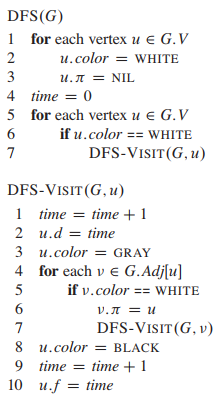 DFS(G)
1 for each vertex u ∈ G.V
2 u.color = WHITE
3 u.π = NIL
4 time = 0
5 for each vertex u ∈ G.V
6 if u.color == WHITE
7 DFS-VISIT(G, u)
DFS-VISIT(G, u)
1 time = time + 1
2 u.d = time
3 u.color = GRAY
4 for each v ∈ G.Adj[u]
5 if v.color == WHITE
6 v.π = u
7 DFS-VISIT(G, v)
8 u.color = BLACK
9 time = time + 1
10 u.f = time